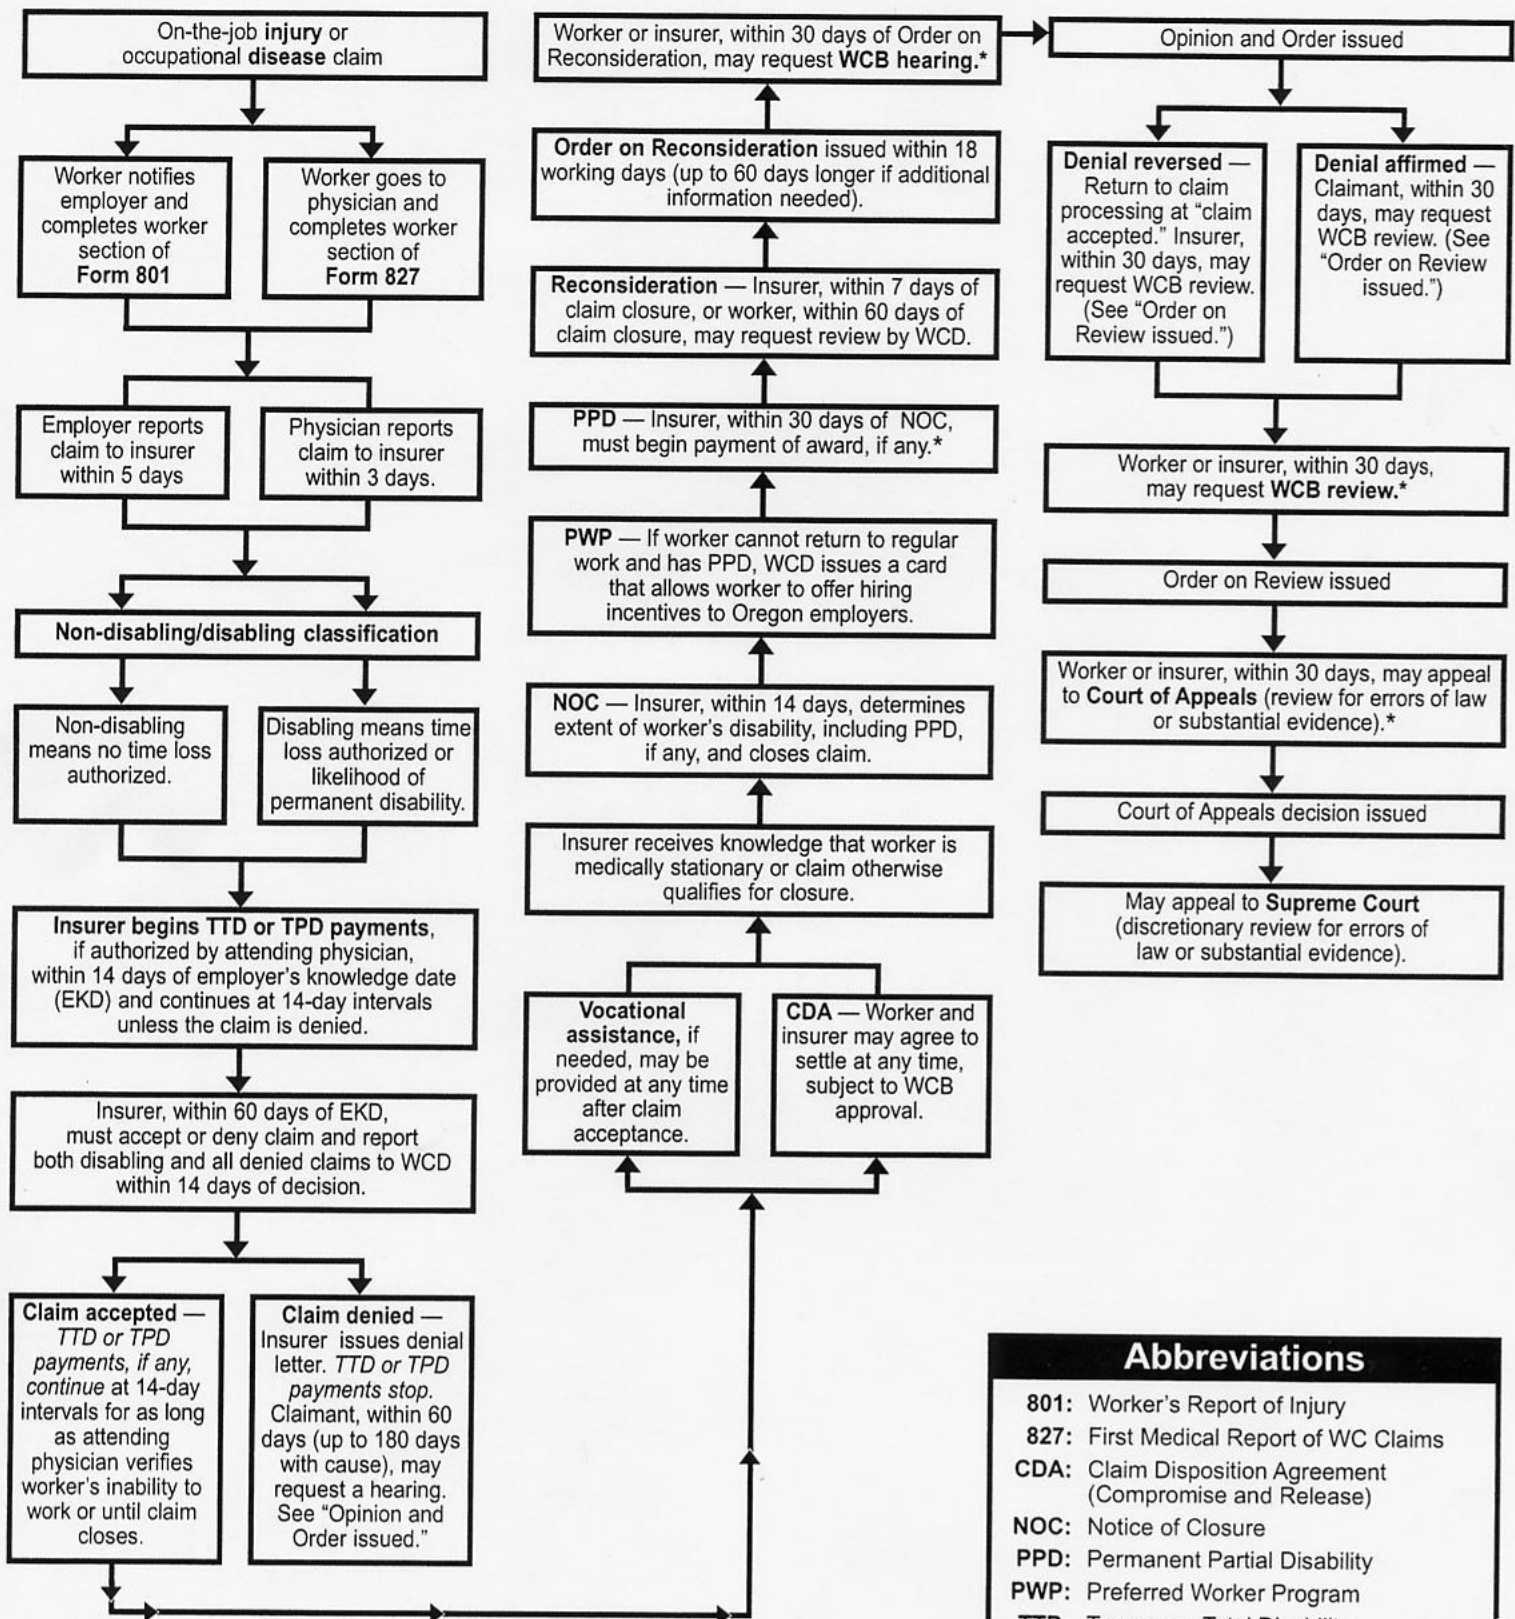 On-the-job injury or
occupational disease claim
Worker notifies
employer and
completes worker
section of
Form 801
Worker goes to
physician and
completes worker
section of
Form 827
Employer reports
claim to insurer
within 5 days
Physician reports
claim to insurer
within 3 days.
Non-disabling/disabling classification
Non-disabling
means no time loss
authorized.
Disabling means time
loss authorized or
likelihood of
permanent disability.
Insurer begins TTD or TPD payments,
if authorized by attending physician,
within 14 days of employer's knowledge date
(EKD) and continues at 14-day intervals
unless the claim is denied.
Insurer, within 60 days of EKD,
must accept or deny claim and report
both disabling and all denied claims to WCD
within 14 days of decision.
Claim accepted —
TTD or TPD
payments, if any,
continue at 14-day
intervals for as long
as attending
physician verifies
worker's inability to
work or until claim
closes.
Claim denied —
Insurer issues denial
letter. TTD or TPD
payments stop.
Claimant, within 60
days (up to 180 days
with cause), may
request a hearing.
See “Opinion and
Order issued.”
Worker or insurer, within 30 days of Order on
Reconsideration, may request WCB hearing.*
Order on Reconsideration issued within 18
working days (up to 60 days longer if additional
information needed).
Reconsideration — Insurer, within 7 days of
claim closure, or worker, within 60 days of
claim closure, may request review by WCD.
PPD — Insurer, within 30 days of NOC,
must begin payment of award, if any.*
PWP — If worker cannot return to regular
work and has PPD, WCD issues a card
that allows worker to offer hiring
incentives to Oregon employers.
NOC — Insurer, within 14 days, determines
extent of worker's disability, including PPD,
if any, and closes claim.
Insurer receives knowledge that worker is
medically stationary or claim otherwise
qualifies for closure.
Vocational
assistance, if
needed, may be
provided at any time
after claim
acceptance.
CDA — Worker and
insurer may agree to
settle at any time,
subject to WCB
approval.
Opinion and Order issued
Denial reversed —
Return to claim
processing at “claim
accepted.” Insurer,
within 30 days, may
request WCB review.
(See “Order on
Review issued.”)
Denial affirmed —
Claimant, within 30
days, may request
WCB review. (See
“Order on Review
issued.”)
Worker or insurer, within 30 days,
may request WCB review.*
Order on Review issued
Worker or insurer, within 30 days, may appeal
to Court of Appeals (review for errors of law
or substantial evidence).*
Court of Appeals decision issued
May appeal to Supreme Court
(discretionary review for errors of
law or substantial evidence).
Abbreviations
801: Worker's Report of Injury
827: First Medical Report of WC Claims
CDA: Claim Disposition Agreement
(Compromise and Release)
NOC: Notice of Closure
PPD: Permanent Partial Disability
PWP: Preferred Worker Program